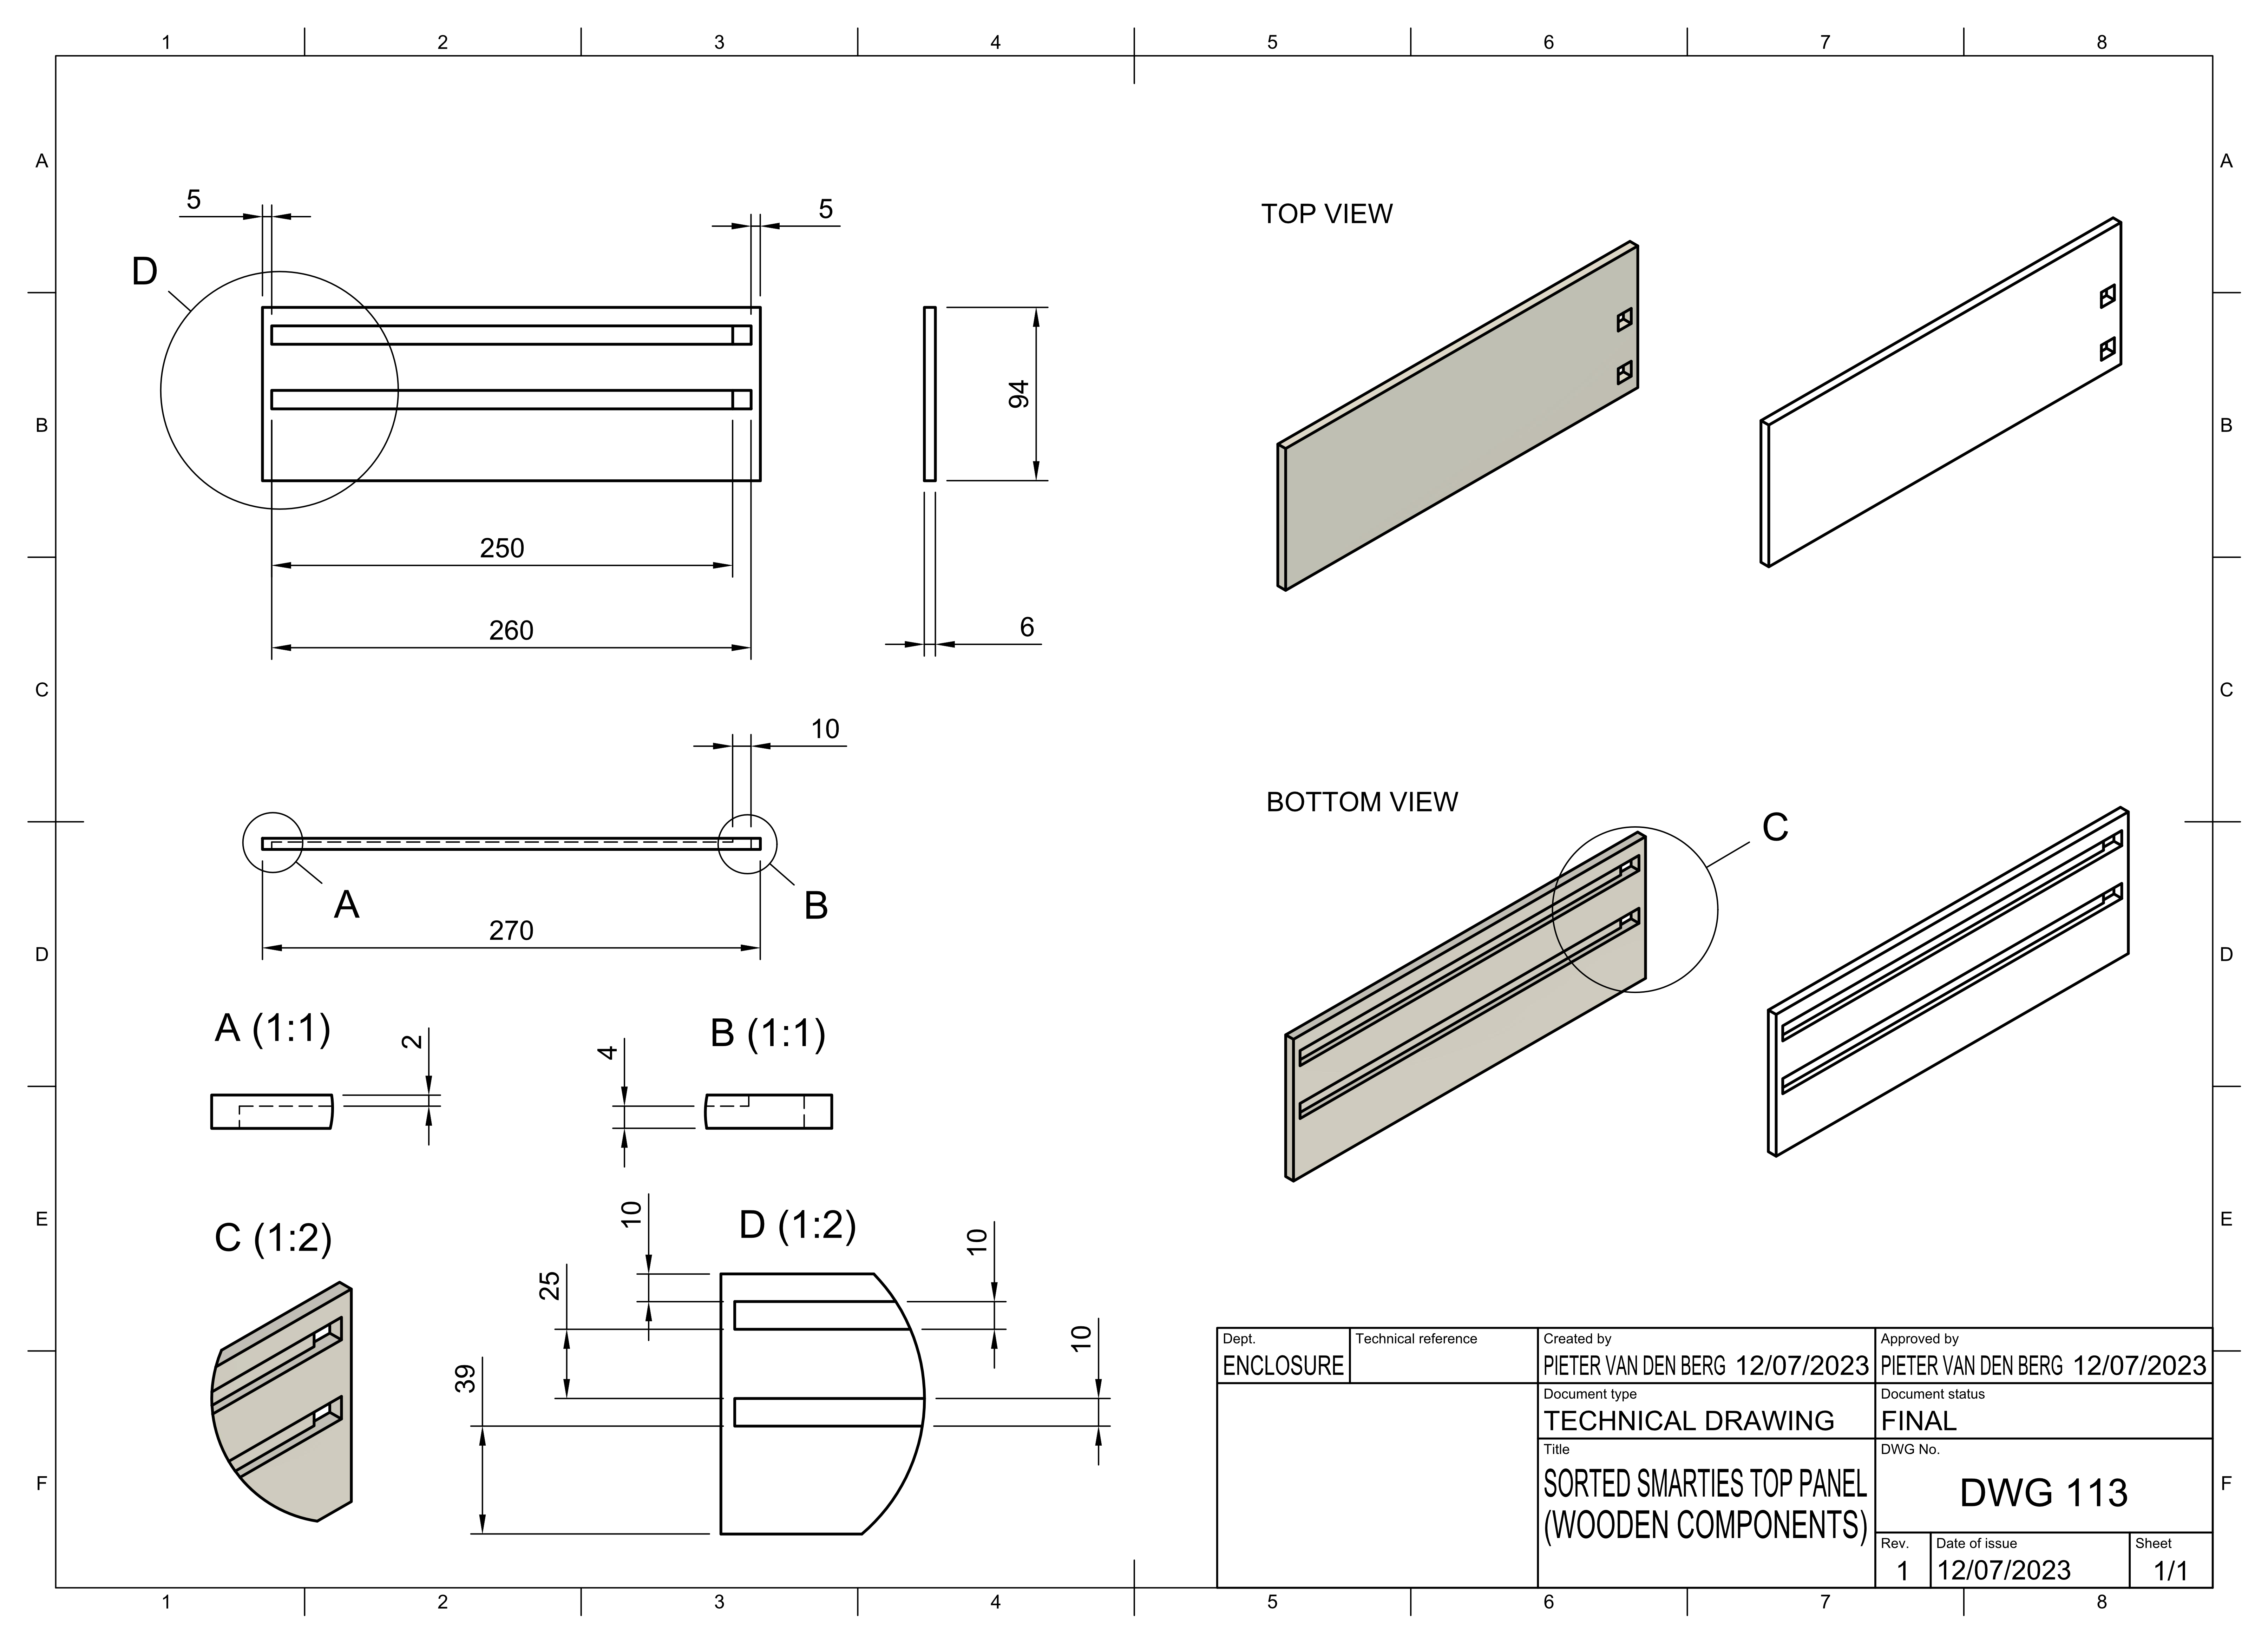 1 2 3 4 5 6 7 8
A A
5 5
TOP VIEW
D
94
B B
250
260
6
C C
10
BOTTOM VIEW
C
A B
270
D D
A (1:1) 2 B (1:1) 4
C (1:2) D (1:2)
10
25
39
10
10
E E
Dept. Technical reference Created by Approved by
ENCLOSURE PIETER VAN DEN BERG 12/07/2023 PIETER VAN DEN BERG 12/07/2023
Document type Document status
TECHNICAL DRAWING FINAL
Title DWG No.
SORTED SMARTIES TOP PANEL
(WOODEN COMPONENTS)
DWG 113
F F
Rev. Date of issue Sheet
1 12/07/2023 1/1
1 2 3 4 5 6 7 8